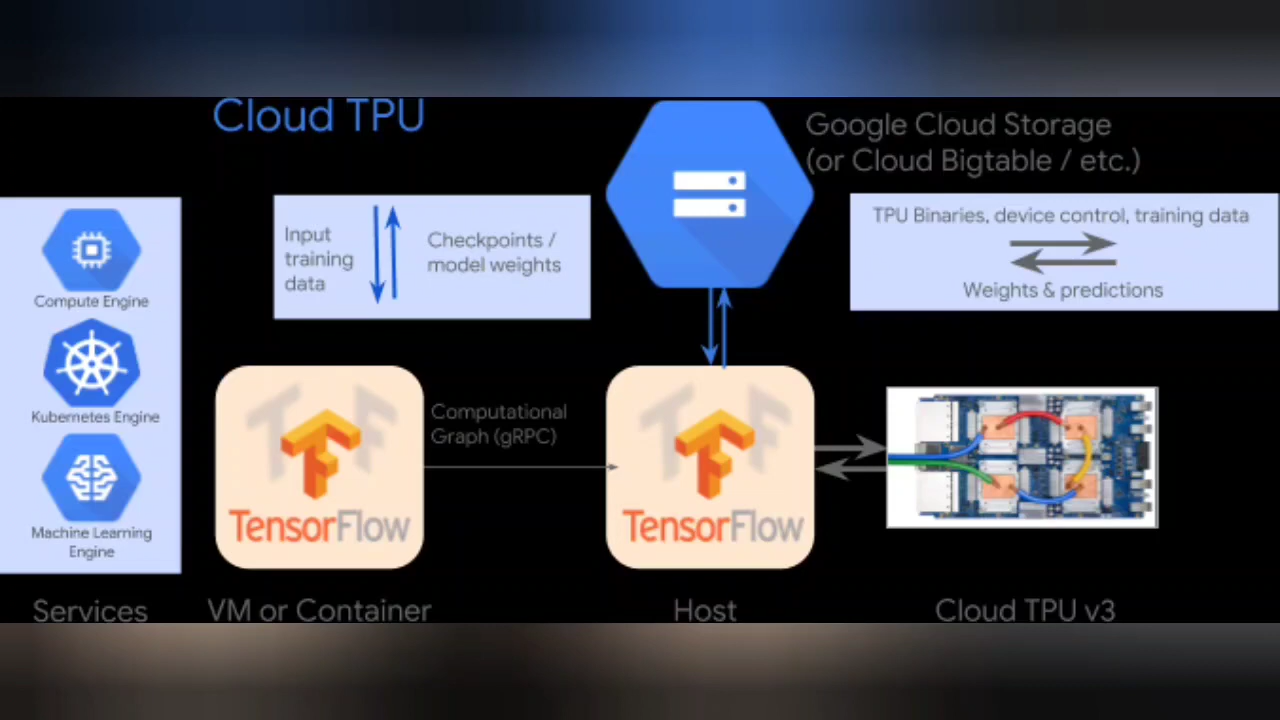 Cloud TPU
Google Cloud Storage
(or Cloud Bigtable / etc.)
Compute Engine
Kubernetes Engine
Machine Learning
Engine
Services
Input
training
data
Checkpoints /
model weights
TPU Binaries, device control, training data
Weights & predictions
TensorFlow
VM or Container
Computational
Graph (gRPC)
TensorFlow
Host
Cloud TPU v3